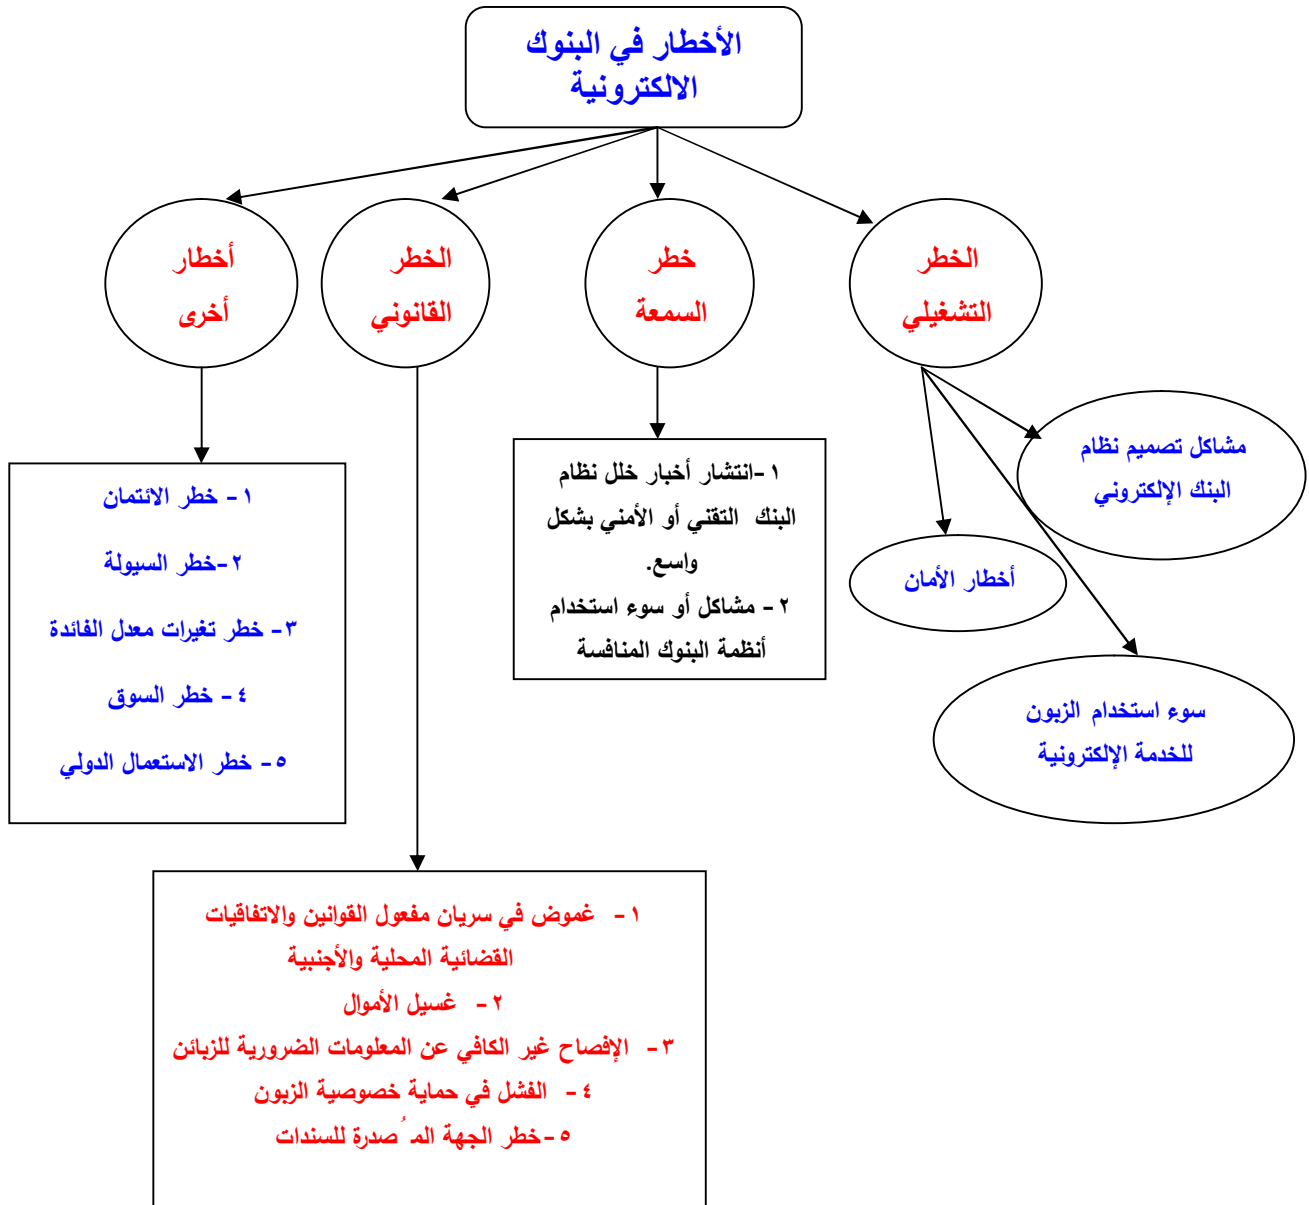 الأخطار في البنوك
الالكترونية
الخطر
التشغيلي
خطر
السمعة
الخطر
القانوني
أخطار
أخرى
مشاكل تصميم نظام
البنك الإلكتروني
أخطار الأمان
سوء استخدام الزبون
للخدمة الإلكترونية
١ -انتشار أخبار خلل نظام
البنك التقني أو الأمني بشكل
واسع.
٢ - مشاكل أو سوء استخدام
أنظمة البنوك المنافسة
١ - خطر الائتمان
٢ -خطر السيولة
٣- خطر تغيرات معدل الفائدة
٤ - خطر السوق
٥ - خطر الاستعمال الدولي
١ - غموض في سريان مفعول القوانين والاتفاقيات
القضائية المحلية والأجنبية
٢ - غسيل الأموال
٣ - الإفصاح غير الكافي عن المعلومات الضرورية للزبائن
٤ - الفشل في حماية خصوصية الزبون
٥ -خطر الجهة المُصدرة للسندات